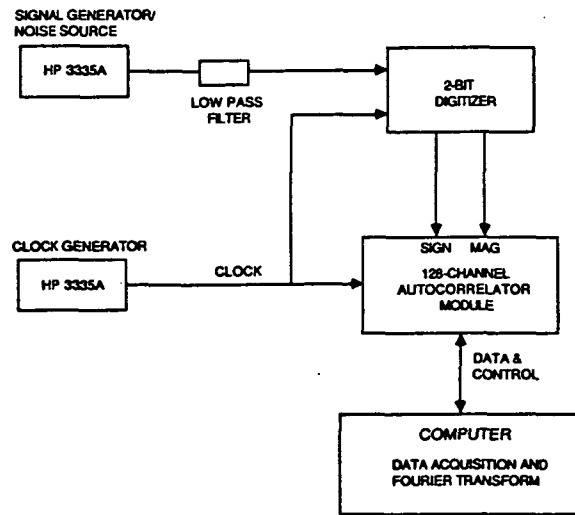 SIGNAL GENERATOR/
NOISE SOURCE
HP 3335A
LOW PASS
FILTER
2-BIT
DIGITIZER
CLOCK GENERATOR
HP 3335A
CLOCK
SIGN MAG
128-CHANNEL
AUTOCORRELATOR
MODULE
DATA &
CONTROL
COMPUTER
DATA ACQUISITION AND
FOURIER TRANSFORM